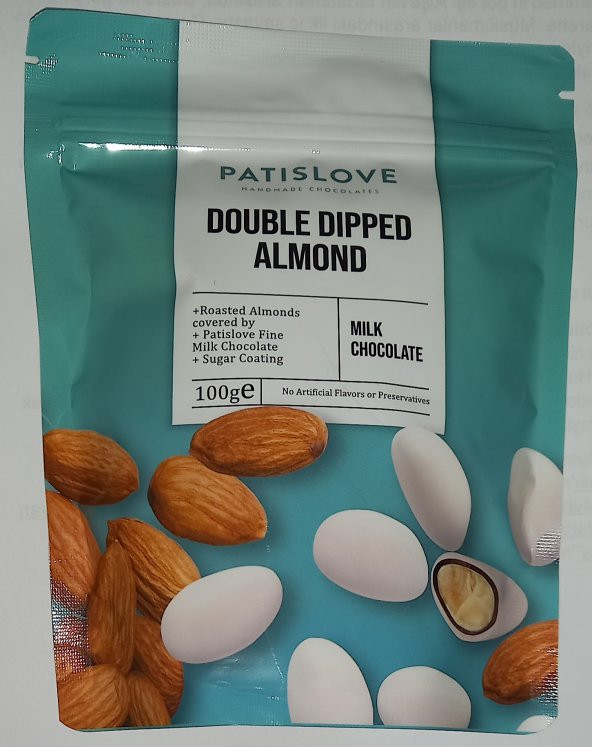 PATISLOVE
HANDMADE CHOCOLATES
DOUBLE DIPPED
ALMOND
+Roasted Almonds
covered by
+ Patislove Fine
Milk Chocolate
+ Sugar Coating
MILK
CHOCOLATE
100g℮
No Artificial Flavors or Preservatives